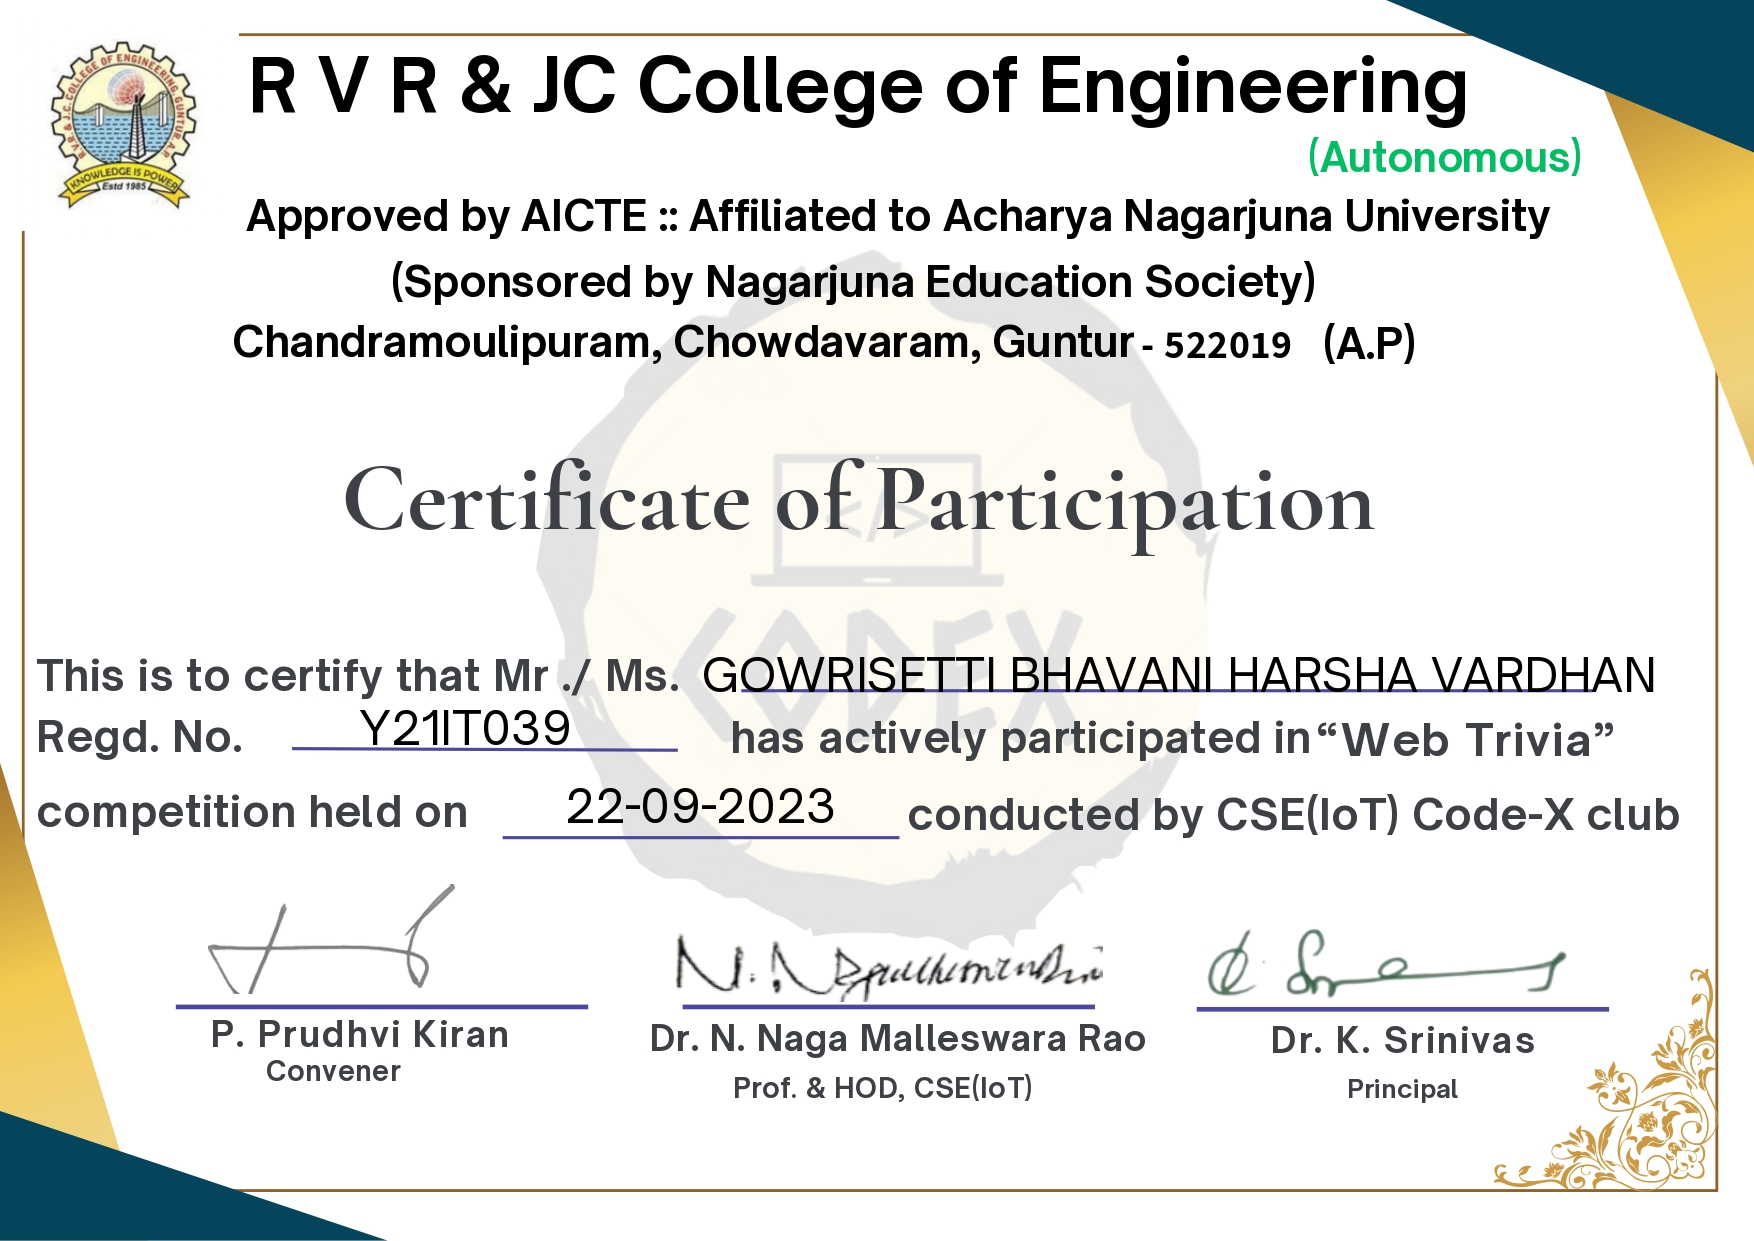 R V R & JC College of Engineering
(Autonomous)
R.V.R. & J.C. COLLEGE OF ENGINEERING, GUNTUR, A.P.
KNOWLEDGE IS POWER
Estd 1985
Approved by AICTE :: Affiliated to Acharya Nagarjuna University
(Sponsored by Nagarjuna Education Society)
Chandramoulipuram, Chowdavaram, Guntur - 522019 (A.P)
Certificate of Participation
</>
CODEX
This is to certify that Mr ./ Ms. GOWRISETTI BHAVANI HARSHA VARDHAN
Regd. No. Y21IT039 has actively participated in “Web Trivia”
competition held on 22-09-2023 conducted by CSE(IoT) Code-X club
P. Prudhvi Kiran
Convener
Dr. N. Naga Malleswara Rao
Prof. & HOD, CSE(IoT)
Dr. K. Srinivas
Principal